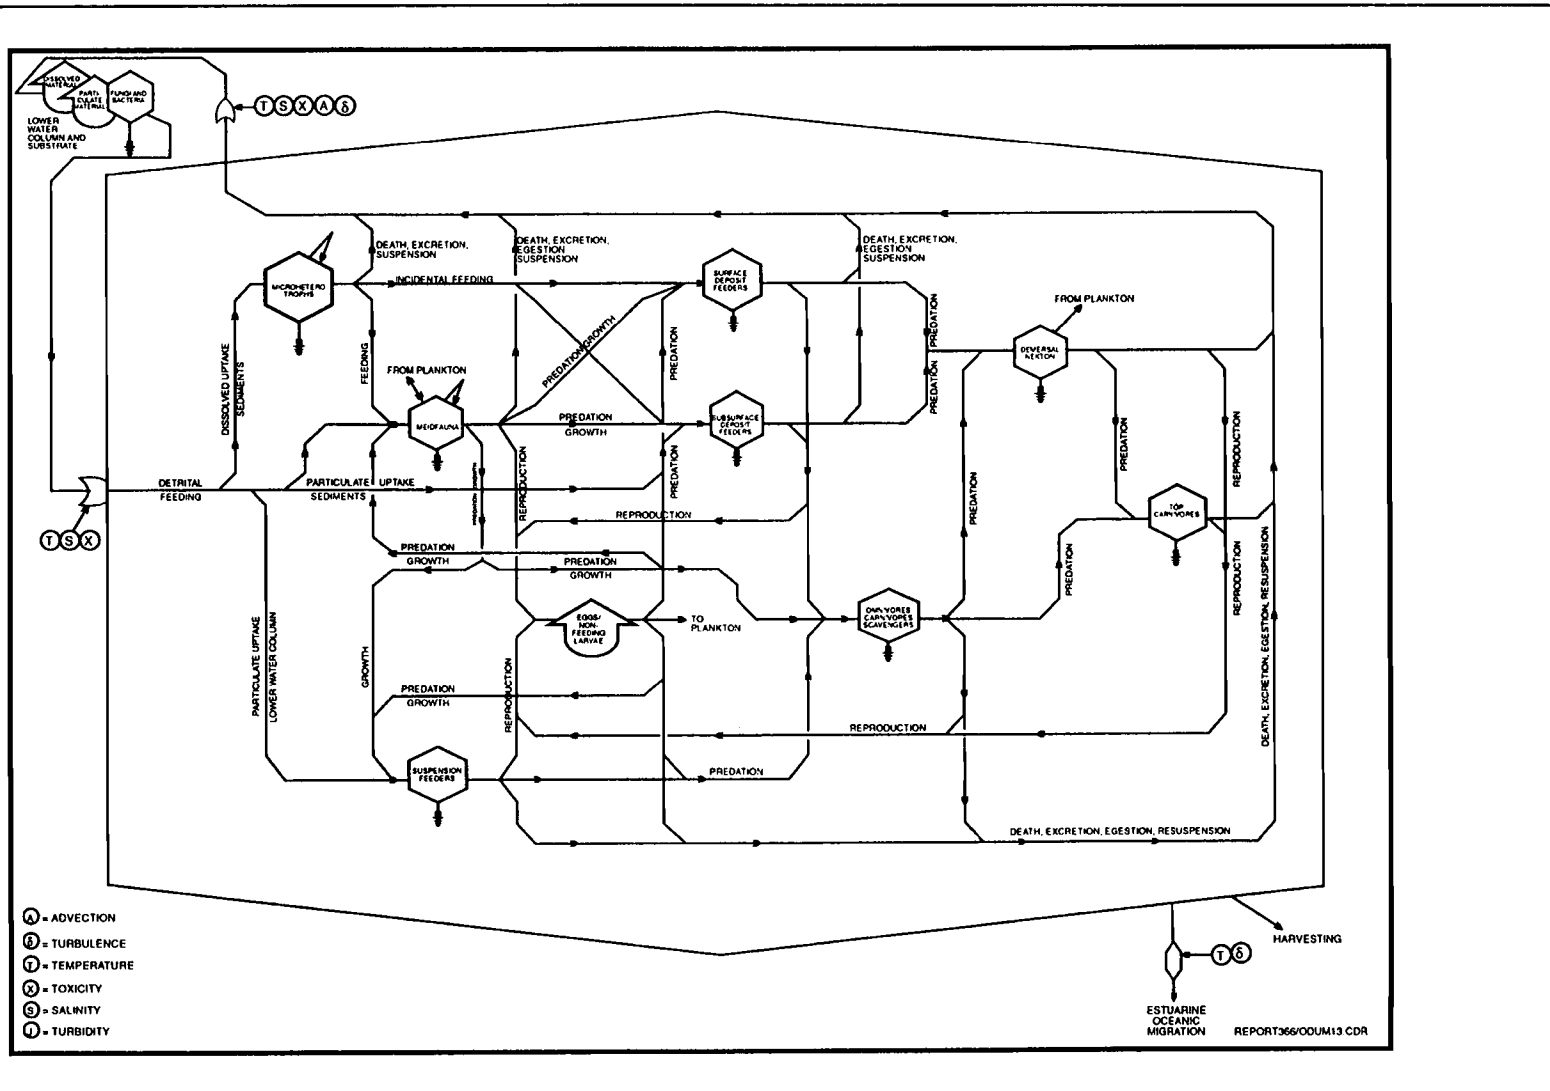 DISSOLVED
MATERIAL
PARTI-
CULATE
MATERIAL
FUNGI AND
BACTERIA
LOWER
WATER
COLUMN AND
SUBSTRATE
T S X A δ
DEATH, EXCRETION,
SUSPENSION
DEATH, EXCRETION,
EGESTION
SUSPENSION
DEATH, EXCRETION,
EGESTION
SUSPENSION
MICROHETERO
TROPHS
INCIDENTAL FEEDING
SURFACE
DEPOSIT
FEEDERS
FROM PLANKTON
DEMERSAL
NEKTON
PREDATION
PREDATION
DISSOLVED UPTAKE
SEDIMENTS
FEEDING
FROM PLANKTON
PREDATION/GROWTH
PREDATION
MEIOFAUNA
PREDATION
GROWTH
SUBSURFACE
DEPOSIT
FEEDERS
PREDATION
REPRODUCTION
DETRITAL
FEEDING
PARTICULATE UPTAKE
SEDIMENTS
PREDATION GROWTH
REPRODUCTION
PREDATION
PREDATION
TOP
CARNIVORES
REPRODUCTION
T S X
REPRODUCTION
PREDATION
GROWTH
PREDATION
GROWTH
PREDATION
EGGS/
NON-
FEEDING
LARVAE
TO
PLANKTON
OMNIVORES
CARNIVORES
SCAVENGERS
PARTICULATE UPTAKE
LOWER WATER COLUMN
GROWTH
PREDATION
GROWTH
REPRODUCTION
REPRODUCTION
DEATH, EXCRETION, EGESTION, RESUSPENSION
SUSPENSION
FEEDERS
PREDATION
DEATH, EXCRETION, EGESTION, RESUSPENSION
A = ADVECTION
δ = TURBULENCE
T = TEMPERATURE
X = TOXICITY
S = SALINITY
J = TURBIDITY
HARVESTING
T δ
ESTUARINE
OCEANIC
MIGRATION
REPORT366/ODUM13.CDR